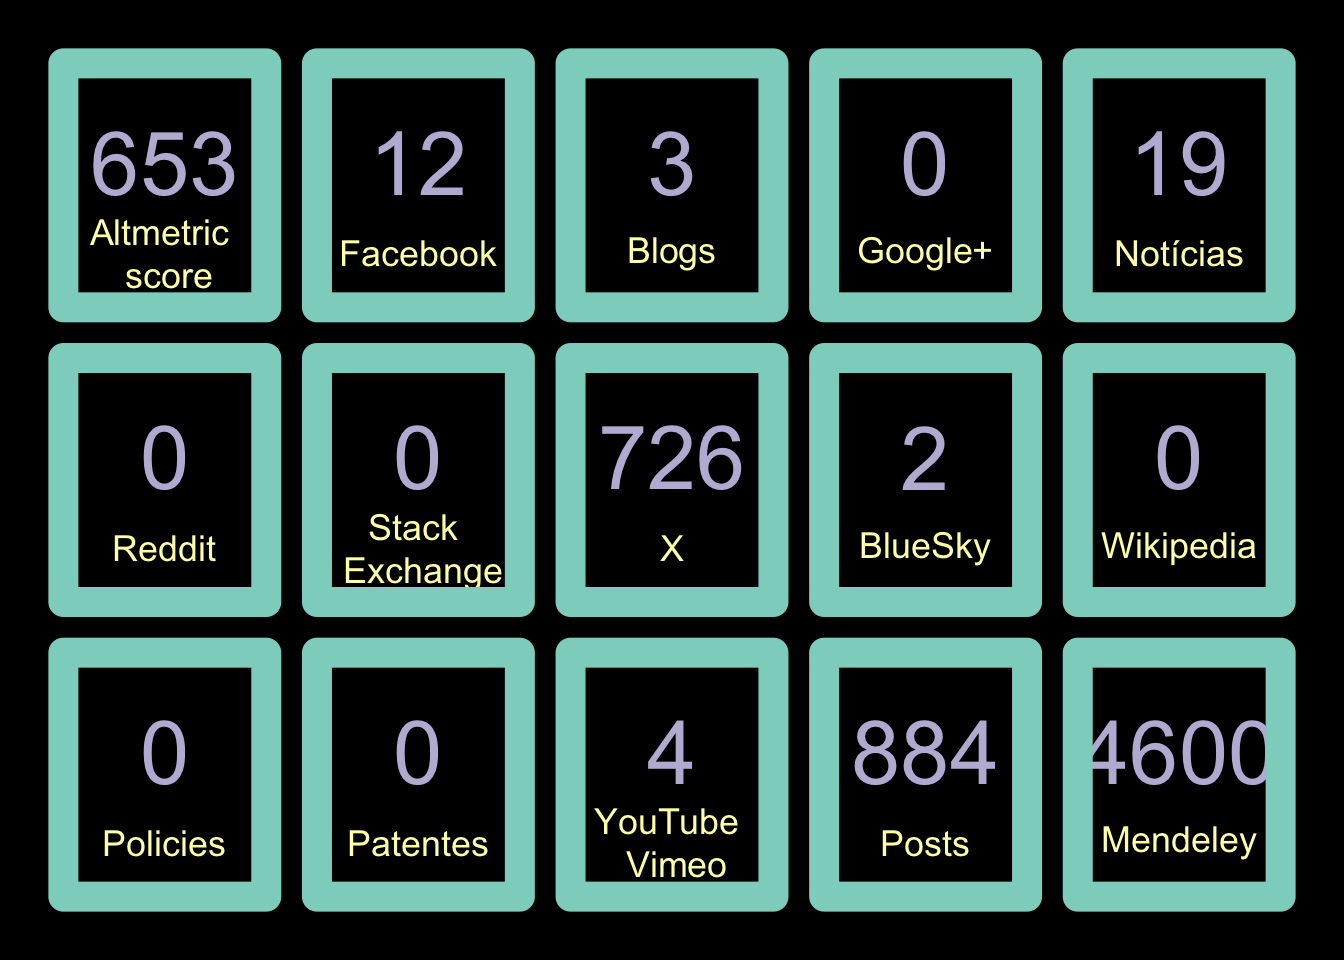 653
Altmetric
score
12
Facebook
3
Blogs
0
Google+
19
Notícias
0
Reddit
0
Stack
Exchange
726
X
2
BlueSky
0
Wikipedia
0
Policies
0
Patentes
4
YouTube
Vimeo
884
Posts
4600
Mendeley